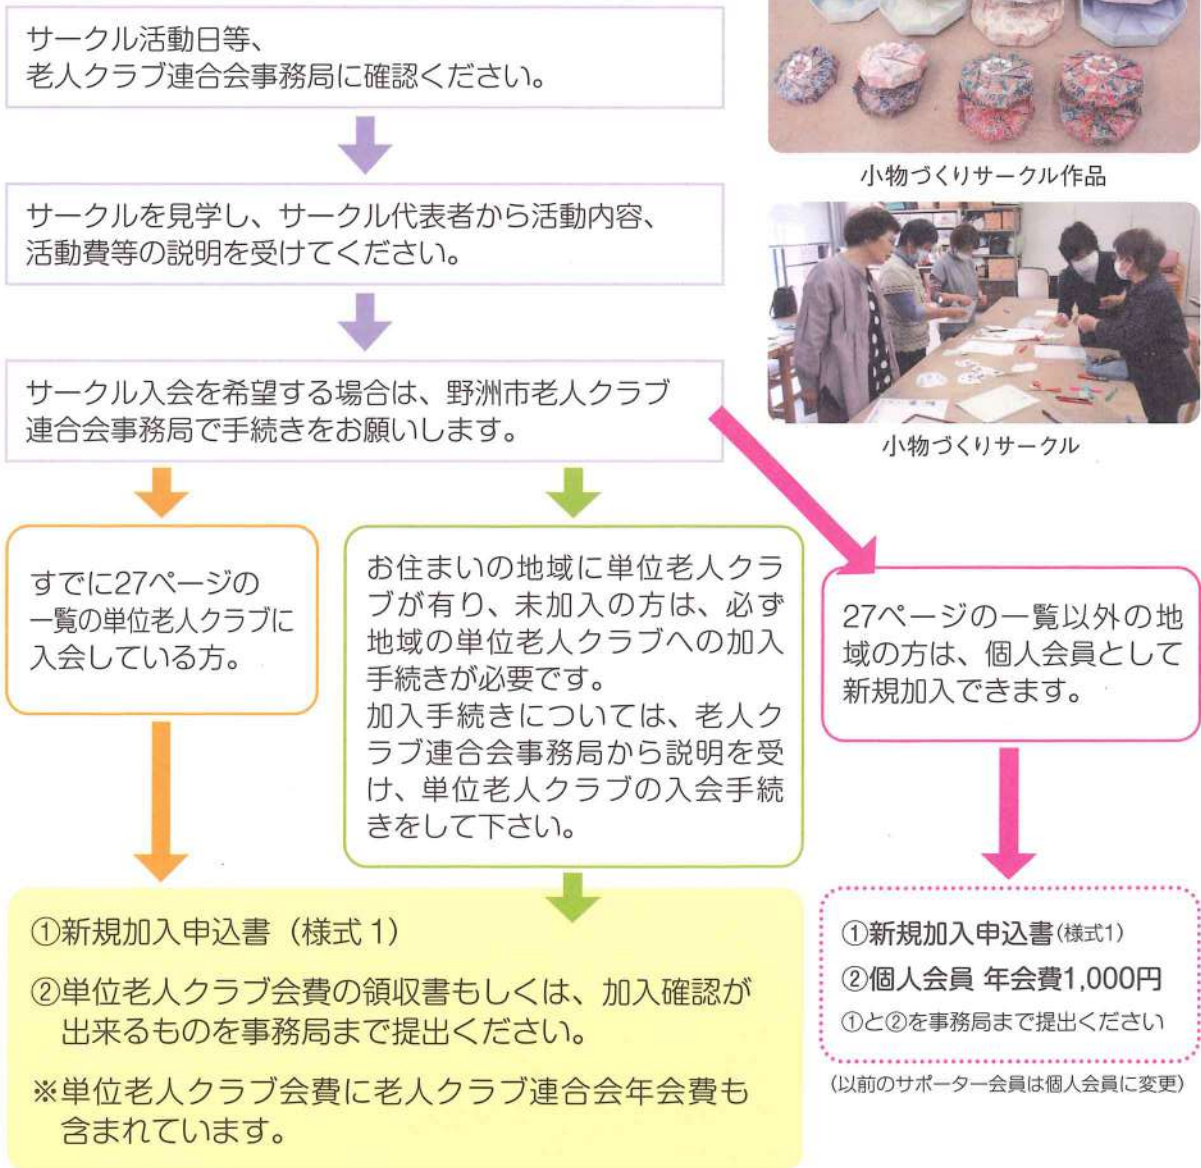 サークル活動日等、
老人クラブ連合会事務局に確認ください。
サークルを見学し、サークル代表者から活動内容、
活動費等の説明を受けてください。
サークル入会を希望する場合は、野洲市老人クラブ
連合会事務局で手続きをお願いします。
小物づくりサークル作品
小物づくりサークル
すでに27ページの
一覧の単位老人クラブに
入会している方。
お住まいの地域に単位老人クラ
ブが有り、未加入の方は、必ず
地域の単位老人クラブへの加入
手続きが必要です。
加入手続きについては、老人ク
ラブ連合会事務局から説明を受
け、単位老人クラブの入会手続
きをして下さい。
27ページの一覧以外の地
域の方は、個人会員として
新規加入できます。
①新規加入申込書（様式1）
②単位老人クラブ会費の領収書もしくは、加入確認が
出来るものを事務局まで提出ください。
※単位老人クラブ会費に老人クラブ連合会年会費も
含まれています。
①新規加入申込書(様式1)
②個人会員 年会費1,000円
①と②を事務局まで提出ください
(以前のサポーター会員は個人会員に変更)